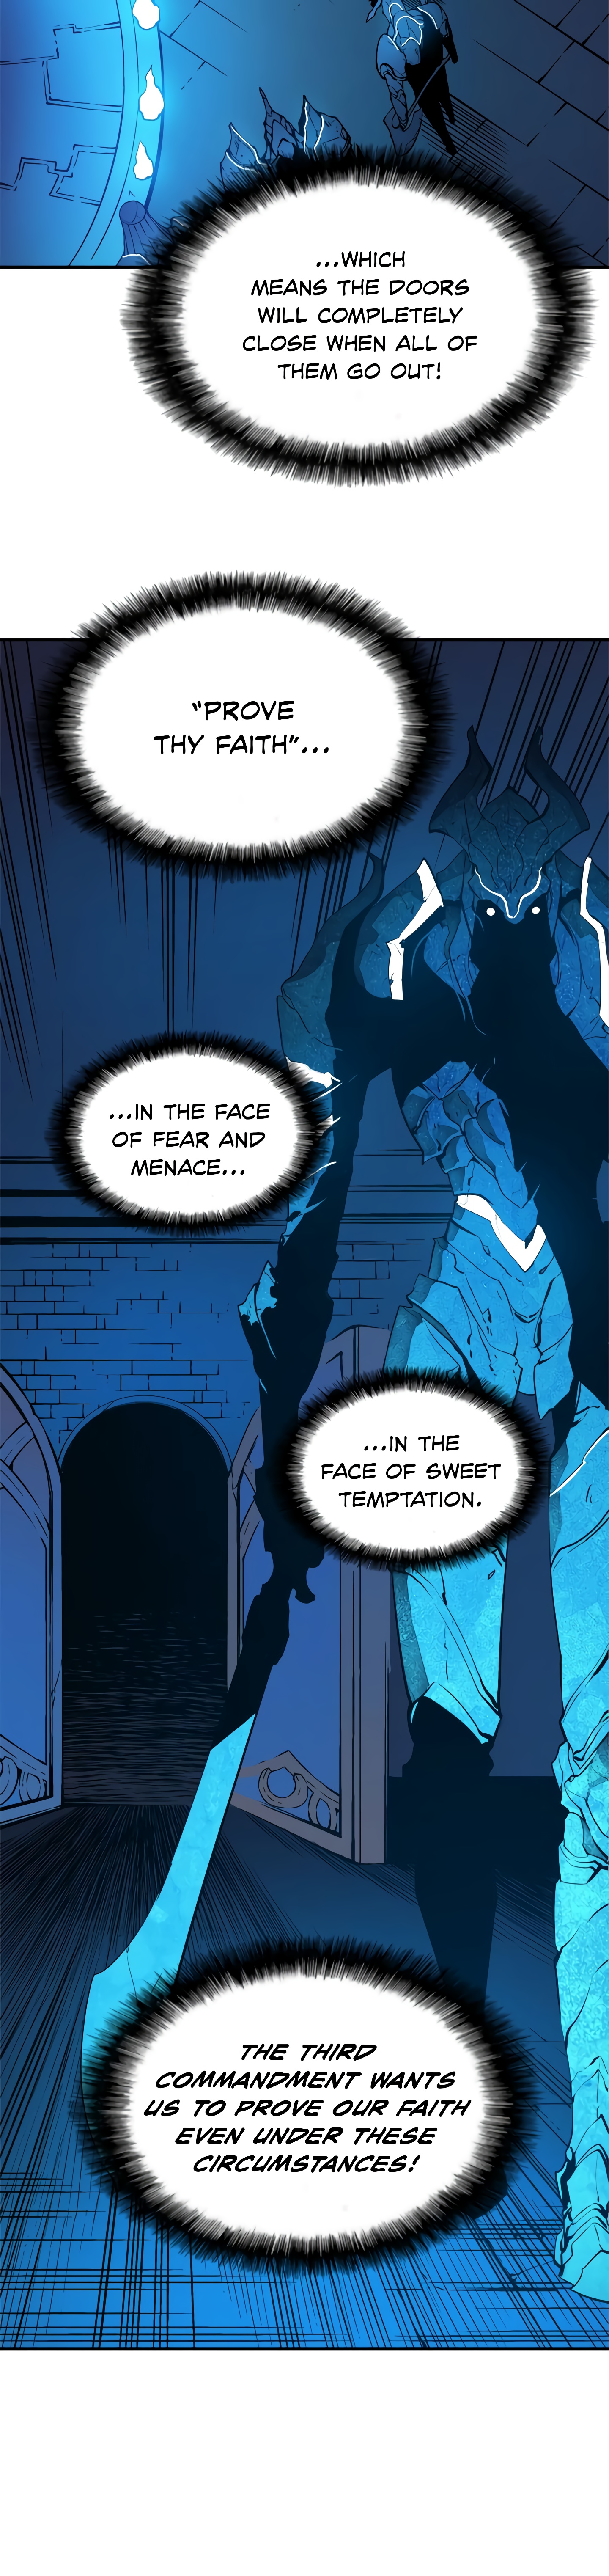 ...WHICH
MEANS THE DOORS
WILL COMPLETELY
CLOSE WHEN ALL OF
THEM GO OUT!
"PROVE
THY FAITH"...
...IN THE FACE
OF FEAR AND
MENACE...
...IN THE
FACE OF SWEET
TEMPTATION.
THE THIRD
COMMANDMENT WANTS
US TO PROVE OUR FAITH
EVEN UNDER THESE
CIRCUMSTANCES!